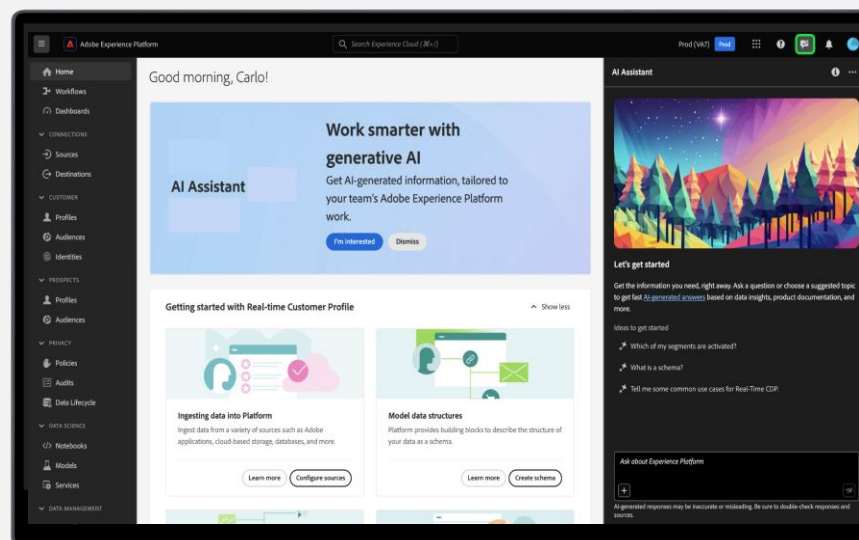 Adobe Experience Platform
Search Experience Cloud (⌘+/)
Prod (VA7)
Prod
Home
Workflows
Dashboards
CONNECTIONS
Sources
Destinations
CUSTOMER
Profiles
Audiences
Identities
PROSPECTS
Profiles
Audiences
PRIVACY
Policies
Audits
Data Lifecycle
DATA SCIENCE
Notebooks
Models
Services
DATA MANAGEMENT
Good morning, Carlo!
AI Assistant
Work smarter with
generative AI
Get AI-generated information, tailored to
your team's Adobe Experience Platform
work.
I'm interested
Dismiss
Getting started with Real-time Customer Profile
Show less
Ingesting data into Platform
Ingest data from a variety of sources such as Adobe
applications, cloud-based storage, databases, and more.
Learn more
Configure sources
Model data structures
Platform provides building blocks to describe the structure of
your data as a schema.
Learn more
Create schema
AI Assistant
Let's get started
Get the information you need, right away. Ask a question or choose a suggested topic
to get fast AI-generated answers based on data insights, product documentation, and
more.
Ideas to get started
Which of my segments are activated?
What is a schema?
Tell me some common use cases for Real-Time CDP.
Ask about Experience Platform
AI-generated responses may be inaccurate or misleading. Be sure to double-check responses and
sources.